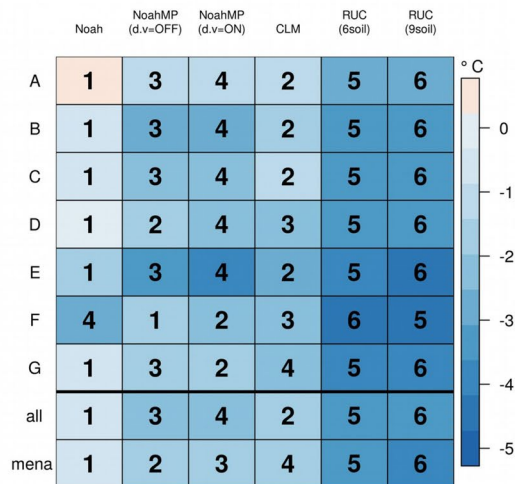 Noah NoahMP (d.v=OFF) NoahMP (d.v=ON) CLM RUC (6soil) RUC (9soil)
° C
A 1 3 4 2 5 6
B 1 3 4 2 5 6
C 1 3 4 2 5 6
D 1 2 4 3 5 6
E 1 3 4 2 5 6
F 4 1 2 3 6 5
G 1 3 2 4 5 6
all 1 3 4 2 5 6
mena 1 2 3 4 5 6
0
-1
-2
-3
-4
-5